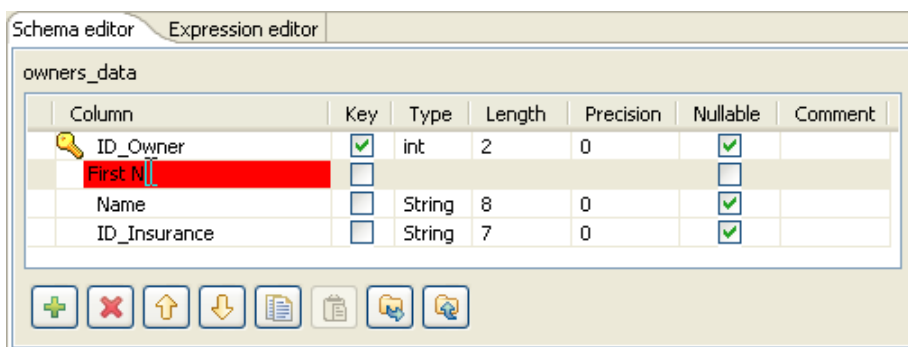 Schema editor Expression editor
owners_data
Column Key Type Length Precision Nullable Comment
ID_Owner int 2 0
First N
Name String 8 0
ID_Insurance String 7 0